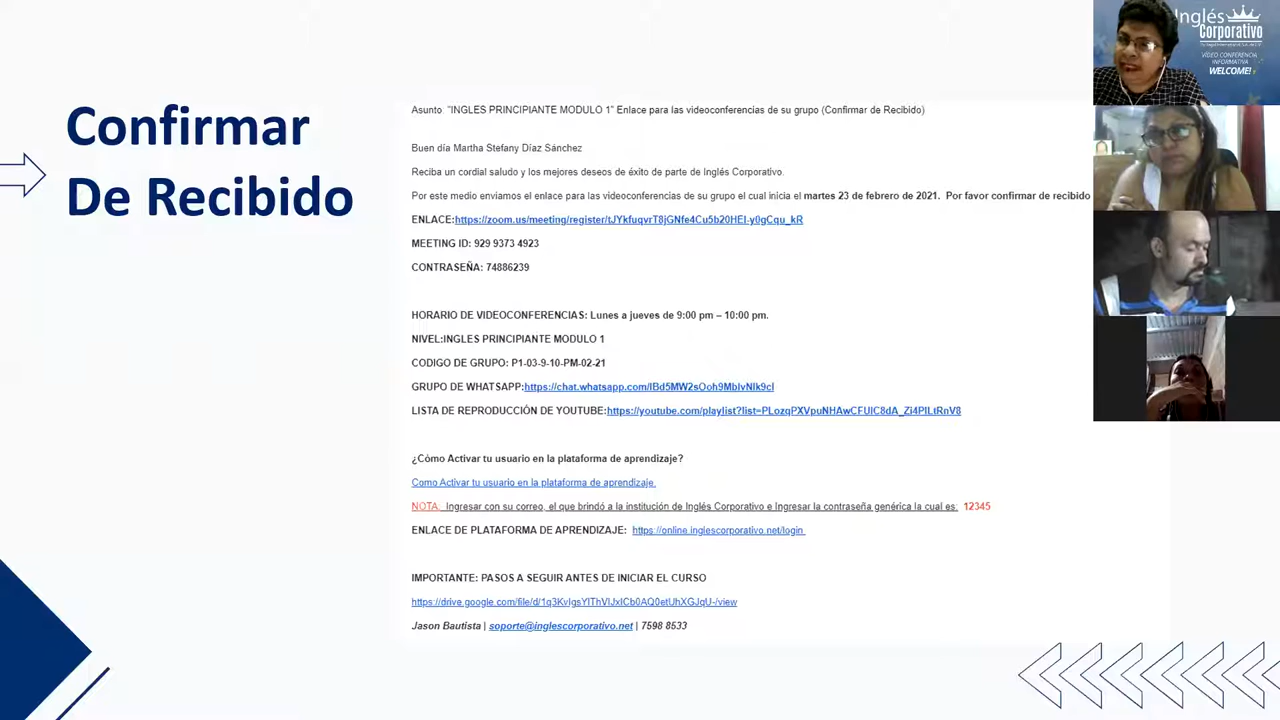 Confirmar
De Recibido
Asunto "INGLES PRINCIPIANTE MODULO 1" Enlace para las videoconferencias de su grupo (Confirmar de Recibido)
Buen día Martha Stefany Díaz Sánchez
Reciba un cordial saludo y los mejores deseos de éxito de parte de Inglés Corporativo.
Por este medio enviamos el enlace para las videoconferencias de su grupo el cual inicia el martes 23 de febrero de 2021. Por favor confirmar de recibido
ENLACE:https://zoom.us/meeting/register/tJYkfuqvrT8jGNfe4Cu5b20HEI-y0gCqu_kR
MEETING ID: 929 9373 4923
CONTRASEÑA: 74886239
HORARIO DE VIDEOCONFERENCIAS: Lunes a jueves de 9:00 pm – 10:00 pm.
NIVEL:INGLES PRINCIPIANTE MODULO 1
CODIGO DE GRUPO: P1-03-9-10-PM-02-21
GRUPO DE WHATSAPP:https://chat.whatsapp.com/IBd5MW2sOoh9MbIvNlk9cI
LISTA DE REPRODUCCIÓN DE YOUTUBE:https://youtube.com/playlist?list=PLozqPXVpuNHAwCFUlC8dA_Zi4PILtRnV8
¿Cómo Activar tu usuario en la plataforma de aprendizaje?
Como Activar tu usuario en la plataforma de aprendizaje.
NOTA: Ingresar con su correo, el que brindó a la institución de Inglés Corporativo e Ingresar la contraseña genérica la cual es: 12345
ENLACE DE PLATAFORMA DE APRENDIZAJE: https://online.inglescorporativo.net/login
IMPORTANTE: PASOS A SEGUIR ANTES DE INICIAR EL CURSO
https://drive.google.com/file/d/1q3KvIgsYIThVlJxICb0AQ0etUhXGJqU-/view
Jason Bautista | soporte@inglescorporativo.net | 7598 8533
Inglés
Corporativo
VIDEO CONFERENCIA
INFORMATIVA
WELCOME!